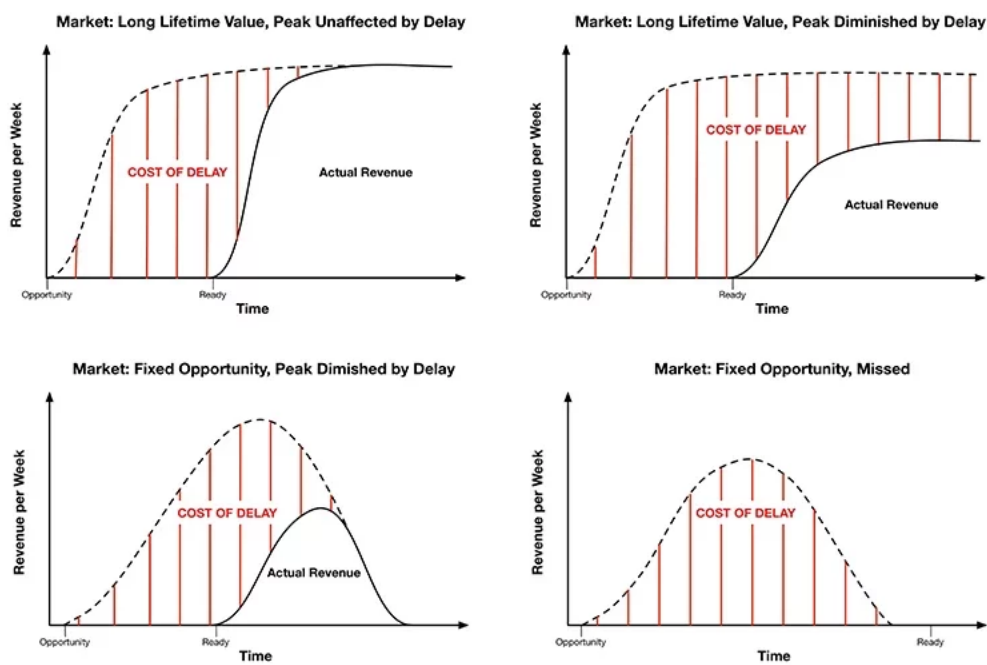 Market: Long Lifetime Value, Peak Unaffected by Delay
Revenue per Week
COST OF DELAY
Actual Revenue
Opportunity
Ready
Time
Market: Long Lifetime Value, Peak Diminished by Delay
Revenue per Week
COST OF DELAY
Actual Revenue
Opportunity
Ready
Time
Market: Fixed Opportunity, Peak Dimished by Delay
Revenue per Week
COST OF DELAY
Actual Revenue
Opportunity
Ready
Time
Market: Fixed Opportunity, Missed
Revenue per Week
COST OF DELAY
Opportunity
Ready
Time